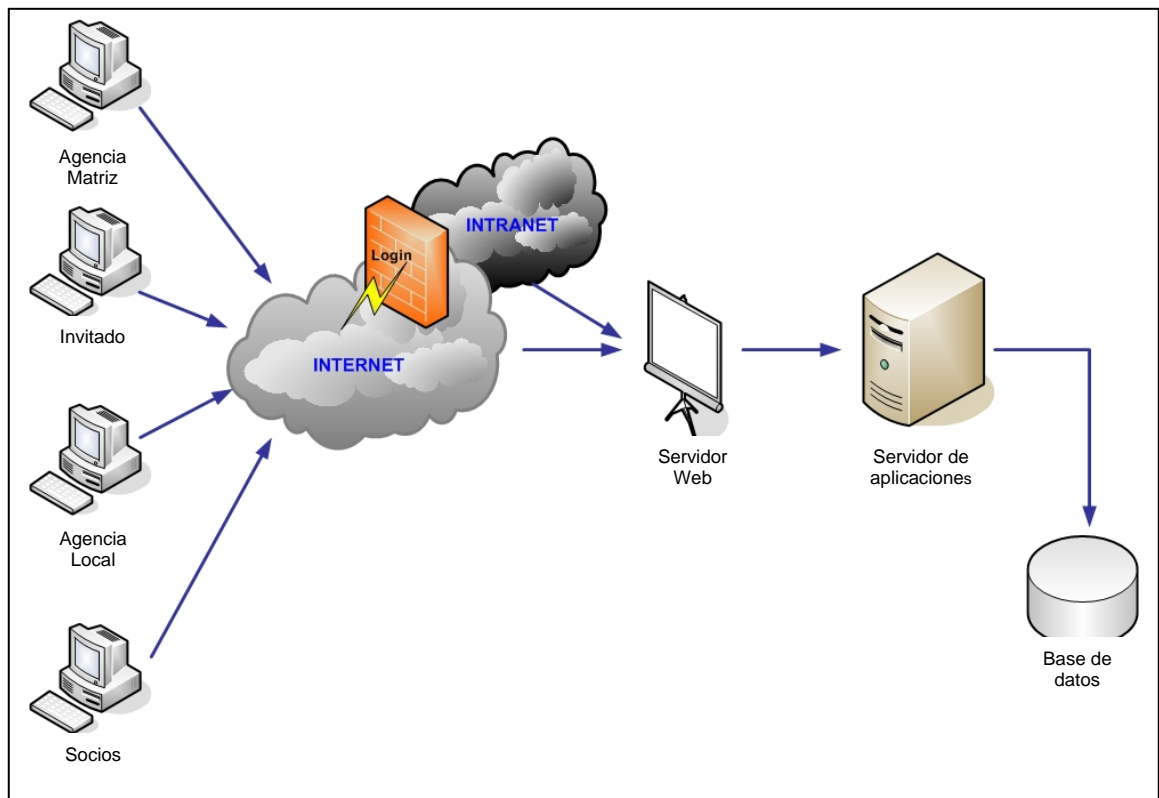 Agencia
Matriz
Invitado
Agencia
Local
Socios
INTRANET
Login
INTERNET
Servidor
Web
Servidor de
aplicaciones
Base de
datos